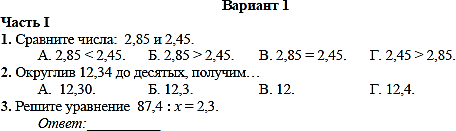 Вариант 1
Часть I
1. Сравните числа: 2,85 и 2,45.
А. 2,85 < 2,45. Б. 2,85 > 2,45. В. 2,85 = 2,45. Г. 2,45 > 2,85.
2. Округлив 12,34 до десятых, получим…
А. 12,30. Б. 12,3. В. 12. Г. 12,4.
3. Решите уравнение 87,4 : x = 2,3.
Ответ:__________